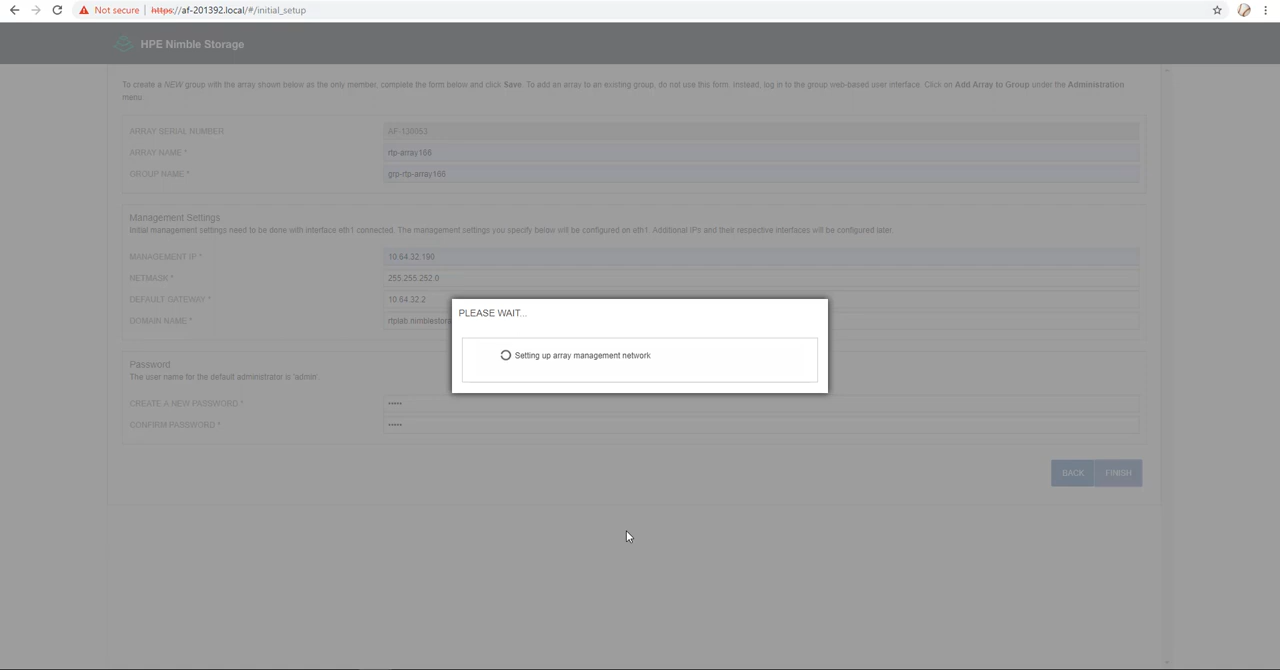 Not secure | https://af-201392.local/#/initial_setup
HPE Nimble Storage
To create a NEW group with the array shown below as the only member, complete the form below and click Save. To add an array to an existing group, do not use this form. Instead, log in to the group web-based user interface. Click on Add Array to Group under the Administration
menu.
ARRAY SERIAL NUMBER AF-130053
ARRAY NAME * rtp-array166
GROUP NAME * grp-rtp-array166
Management Settings
Initial management settings need to be done with interface eth1 connected. The management settings you specify below will be configured on eth1. Additional IPs and their respective interfaces will be configured later.
MANAGEMENT IP * 10.64.32.190
NETMASK * 255.255.252.0
DEFAULT GATEWAY * 10.64.32.2
DOMAIN NAME * rtplab.nimblestora
PLEASE WAIT...
Setting up array management network
Password
The user name for the default administrator is 'admin'.
CREATE A NEW PASSWORD * •••••
CONFIRM PASSWORD * •••••
BACK FINISH